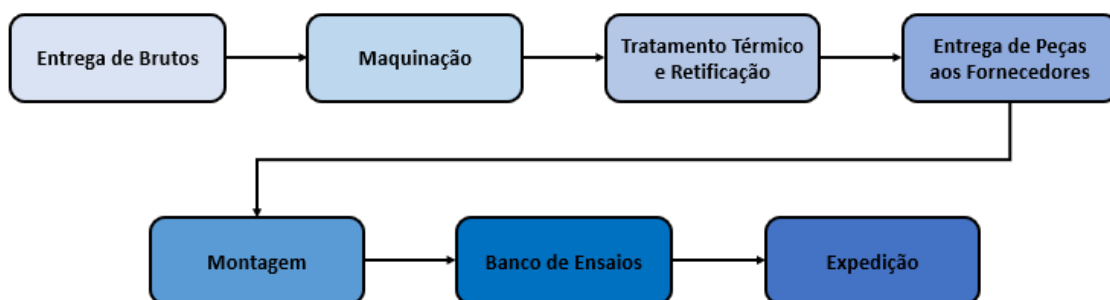 Entrega de Brutos
Maquinação
Tratamento Térmico
e Retificação
Entrega de Peças
aos Fornecedores
Montagem
Banco de Ensaios
Expedição